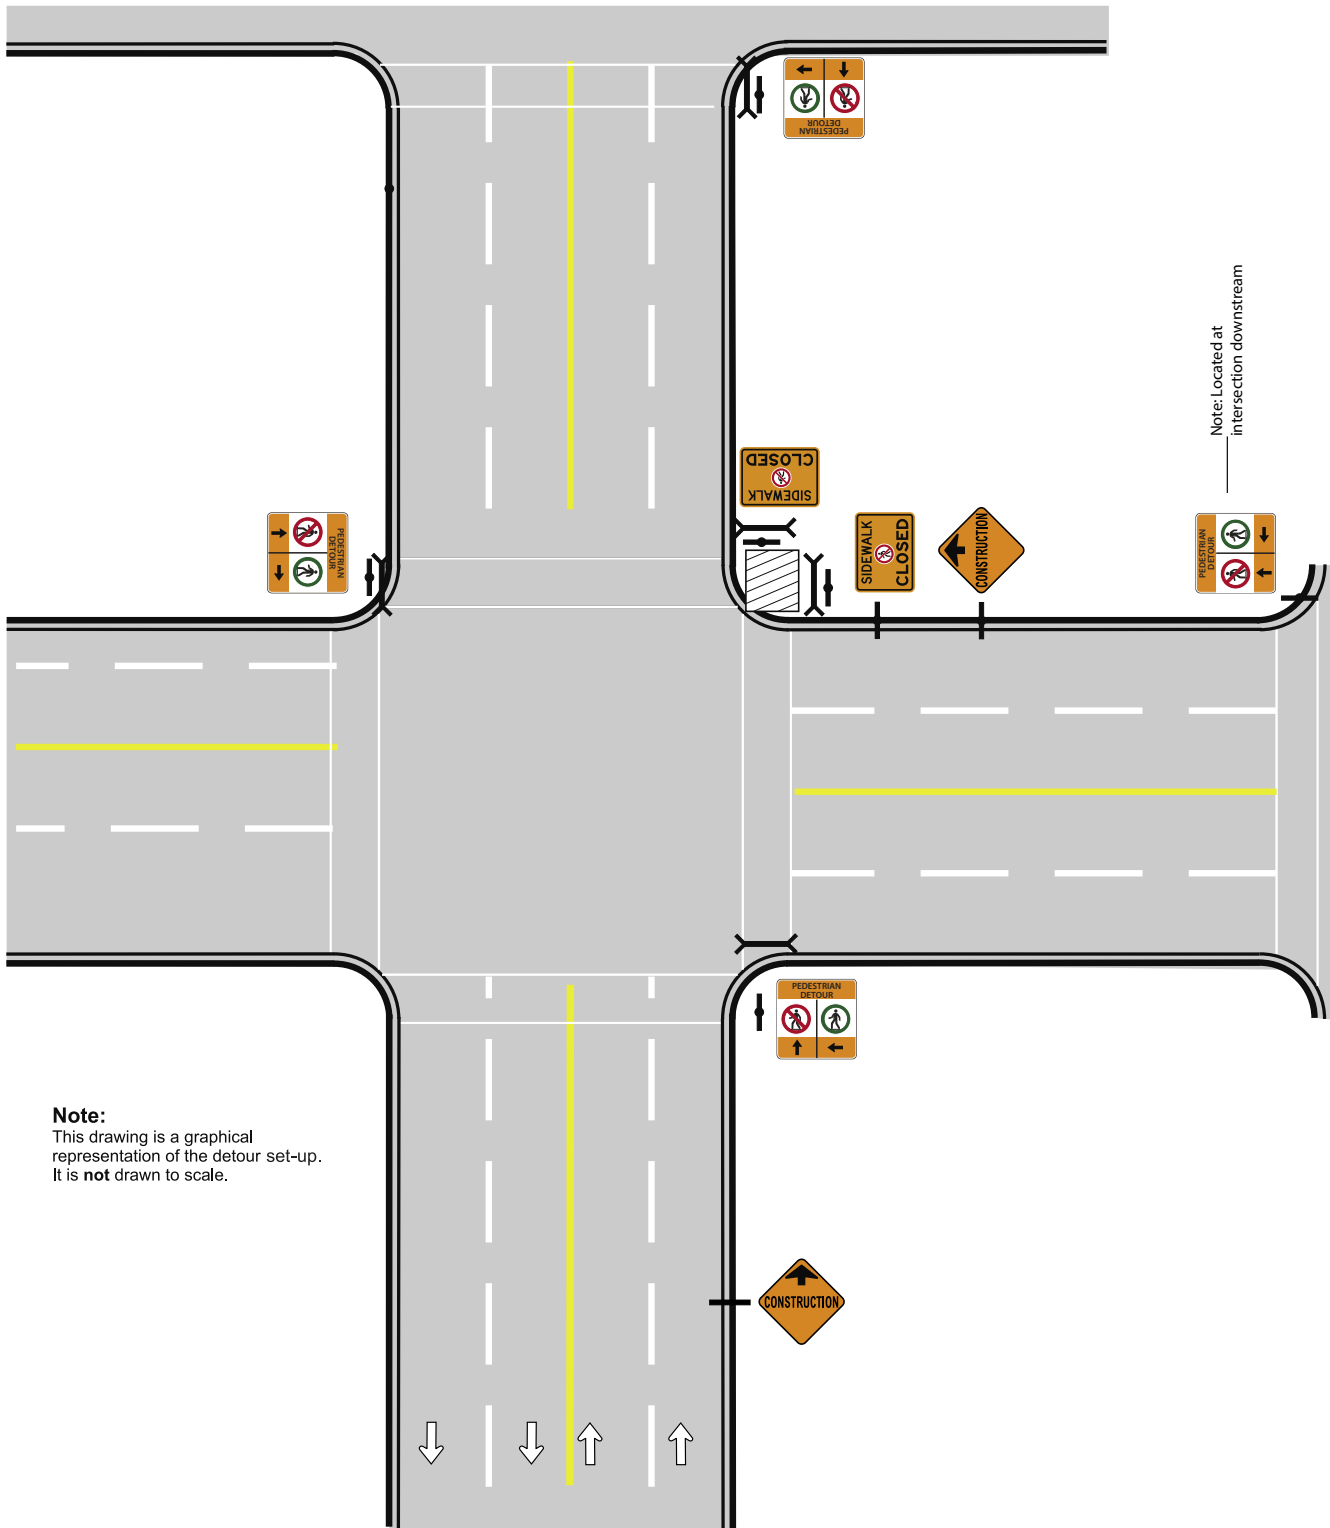 PEDESTRIAN
DETOUR
Note: Located at
intersection downstream
SIDEWALK
CLOSED
SIDEWALK
CLOSED
CONSTRUCTION
PEDESTRIAN
DETOUR
PEDESTRIAN
DETOUR
PEDESTRIAN
DETOUR
Note:
This drawing is a graphical
representation of the detour set-up.
It is not drawn to scale.
CONSTRUCTION